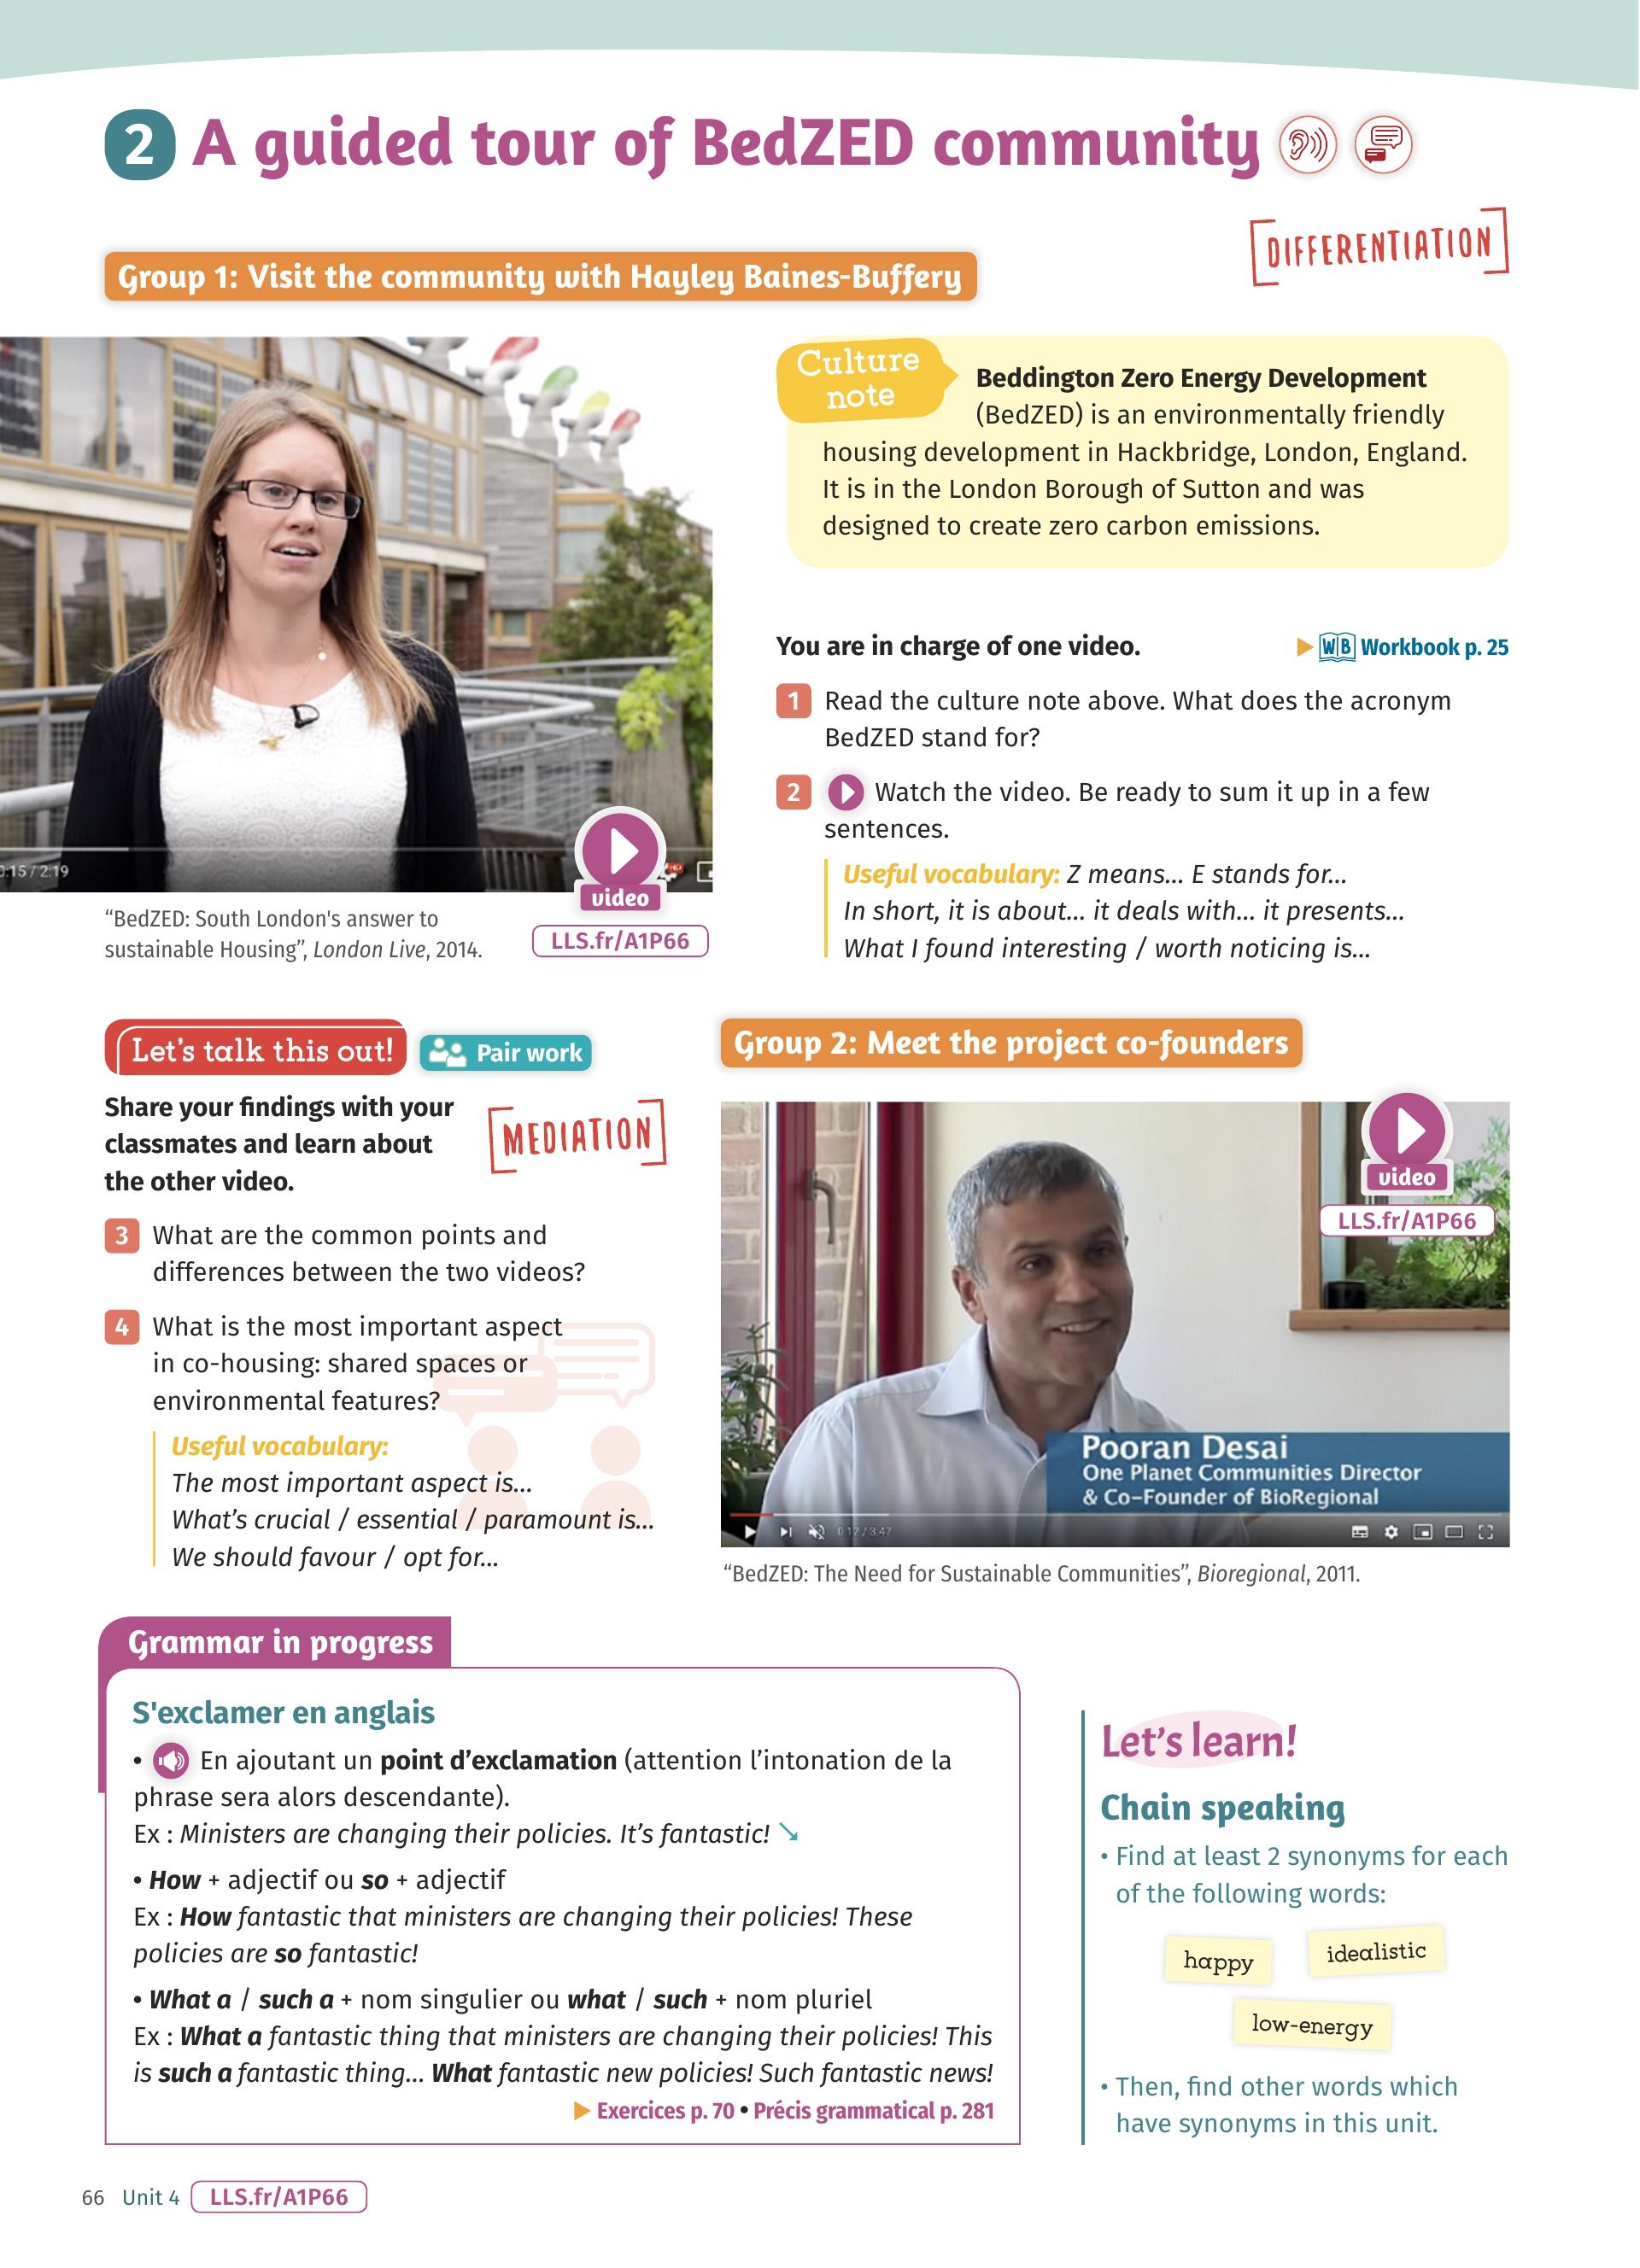 2 A guided tour of BedZED community
DIFFERENTIATION
Group 1: Visit the community with Hayley Baines-Buffery
0:15 / 2:19
HD
video
"BedZED: South London's answer to
sustainable Housing", London Live, 2014.
LLS.fr/A1P66
Culture
note
Beddington Zero Energy Development
(BedZED) is an environmentally friendly
housing development in Hackbridge, London, England.
It is in the London Borough of Sutton and was
designed to create zero carbon emissions.
You are in charge of one video.
WB Workbook p. 25
1 Read the culture note above. What does the acronym
BedZED stand for?
2 Watch the video. Be ready to sum it up in a few
sentences.
Useful vocabulary: Z means... E stands for...
In short, it is about... it deals with... it presents...
What I found interesting / worth noticing is...
Let's talk this out!
Pair work
Share your findings with your
classmates and learn about
the other video.
MEDIATION
3 What are the common points and
differences between the two videos?
4 What is the most important aspect
in co-housing: shared spaces or
environmental features?
Useful vocabulary:
The most important aspect is...
What's crucial / essential / paramount is...
We should favour / opt for...
Group 2: Meet the project co-founders
video
LLS.fr/A1P66
Pooran Desai
One Planet Communities Director
& Co-Founder of BioRegional
0:12 / 3:47
"BedZED: The Need for Sustainable Communities", Bioregional, 2011.
Grammar in progress
S'exclamer en anglais
• En ajoutant un point d'exclamation (attention l'intonation de la
phrase sera alors descendante).
Ex : Ministers are changing their policies. It's fantastic! ↘
• How + adjectif ou so + adjectif
Ex : How fantastic that ministers are changing their policies! These
policies are so fantastic!
• What a / such a + nom singulier ou what / such + nom pluriel
Ex : What a fantastic thing that ministers are changing their policies! This
is such a fantastic thing... What fantastic new policies! Such fantastic news!
Exercices p. 70 • Précis grammatical p. 281
Let's learn!
Chain speaking
• Find at least 2 synonyms for each
of the following words:
happy
idealistic
low-energy
• Then, find other words which
have synonyms in this unit.
66 Unit 4 LLS.fr/A1P66